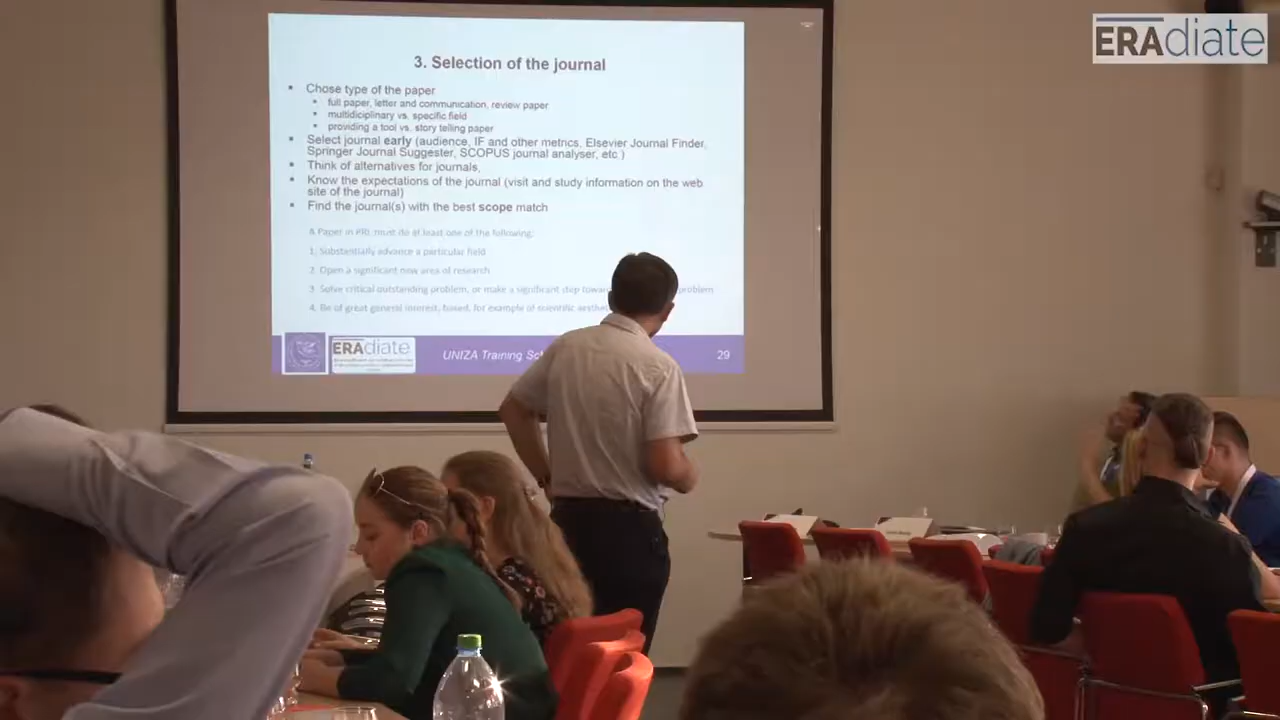 ERAdiate
3. Selection of the journal
Chose type of the paper
full paper, letter and communication, review paper
multidiciplinary vs. specific field
providing a tool vs. story telling paper
Select journal early (audience, IF and other metrics, Elsevier Journal Finder,
Springer Journal Suggester, SCOPUS journal analyser, etc.)
Think of alternatives for journals,
Know the expectations of the journal (visit and study information on the web
site of the journal)
Find the journal(s) with the best scope match
A Paper in PRL must do at least one of the following:
1. Substantially advance a particular field
2. Open a significant new area of research
3. Solve critical outstanding problem, or make a significant step problem
4. Be of great general interest, based, for example of scientific
ERAdiate
UNIZA Training
29